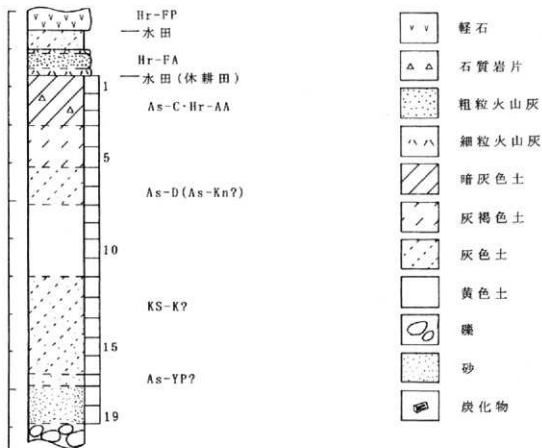 Hr-FP
水田
Hr-FA
水田(休耕田)
1
As-C・Hr-AA
5
As-D(As-Kn?)
10
KS-K?
15
As-YP?
19
軽石
石質岩片
粗粒火山灰
細粒火山灰
暗灰色土
灰褐色土
灰色土
黄色土
礫
砂
炭化物